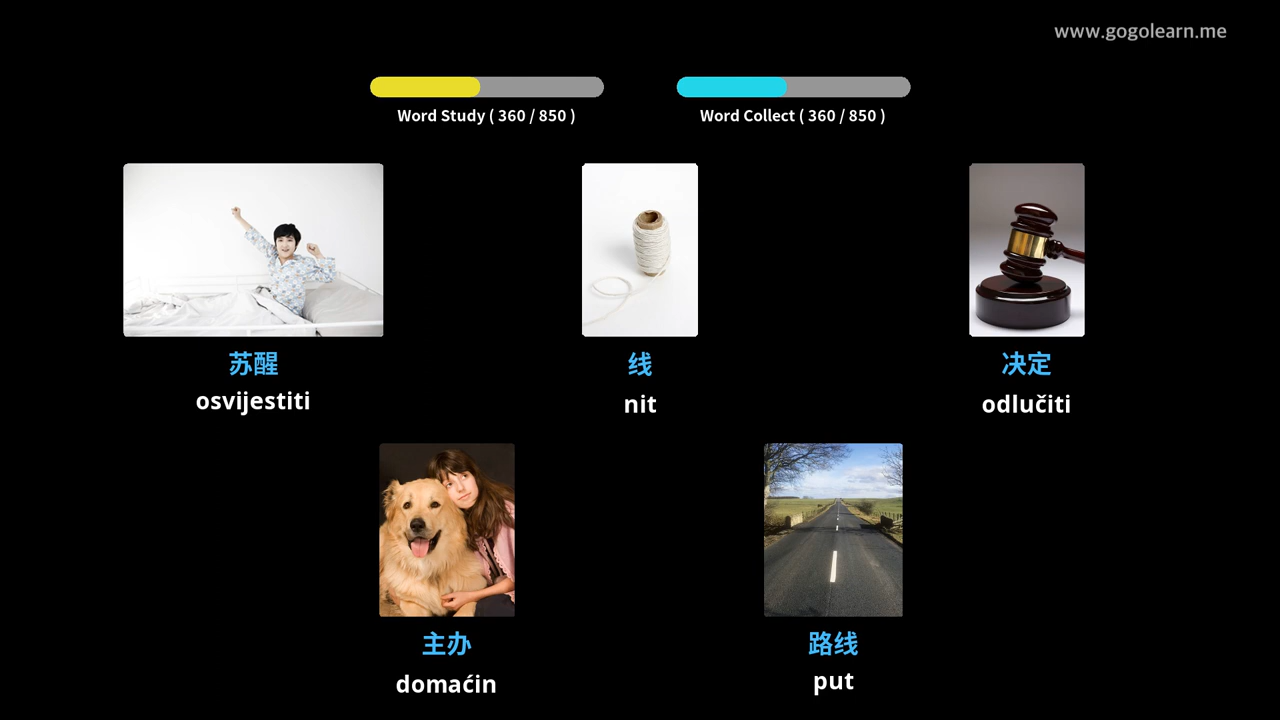 www.gogolearn.me
Word Study ( 360 / 850 )
Word Collect ( 360 / 850 )
苏醒
osvijestiti
线
nit
决定
odlučiti
主办
domaćin
路线
put